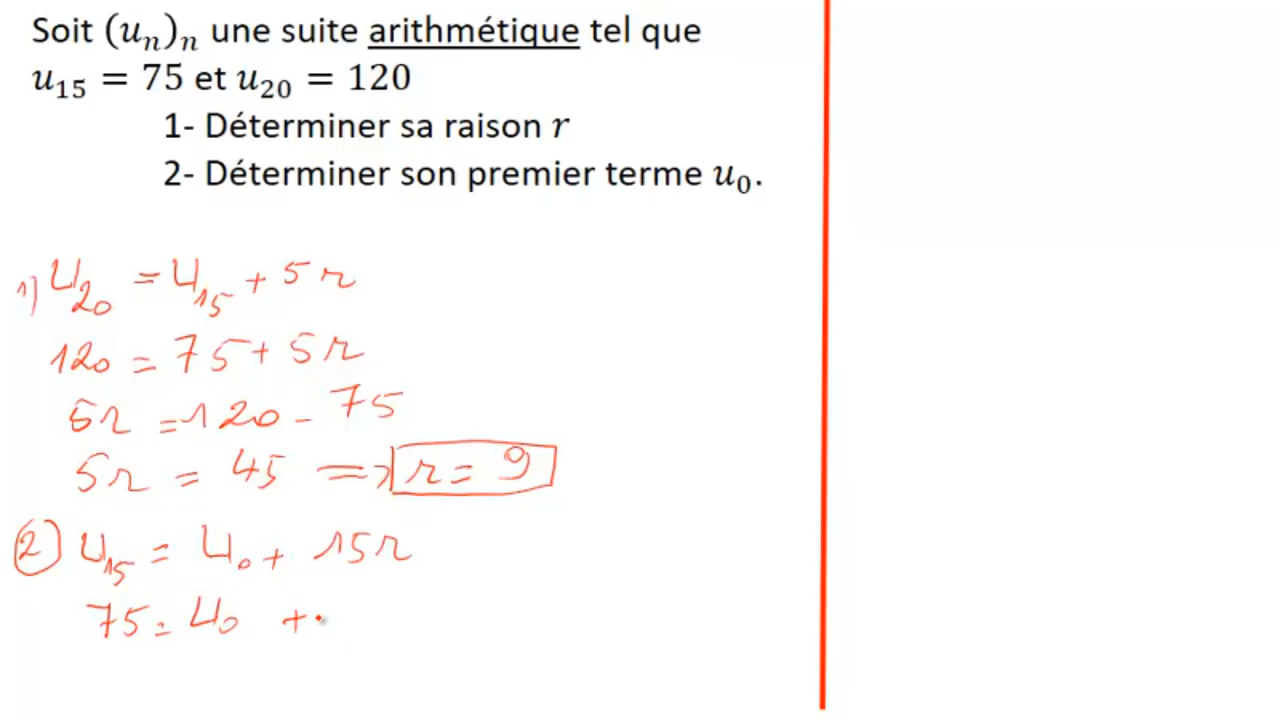 Soit (uₙ)ₙ une suite arithmétique tel que
u₁₅ = 75 et u₂₀ = 120
1- Déterminer sa raison r
2- Déterminer son premier terme u₀.
1) u₂₀ = u₁₅ + 5r
120 = 75 + 5r
5r = 120 - 75
5r = 45 ⟹ r = 9
2 u₁₅ = u₀ + 15r
75 = u₀ +